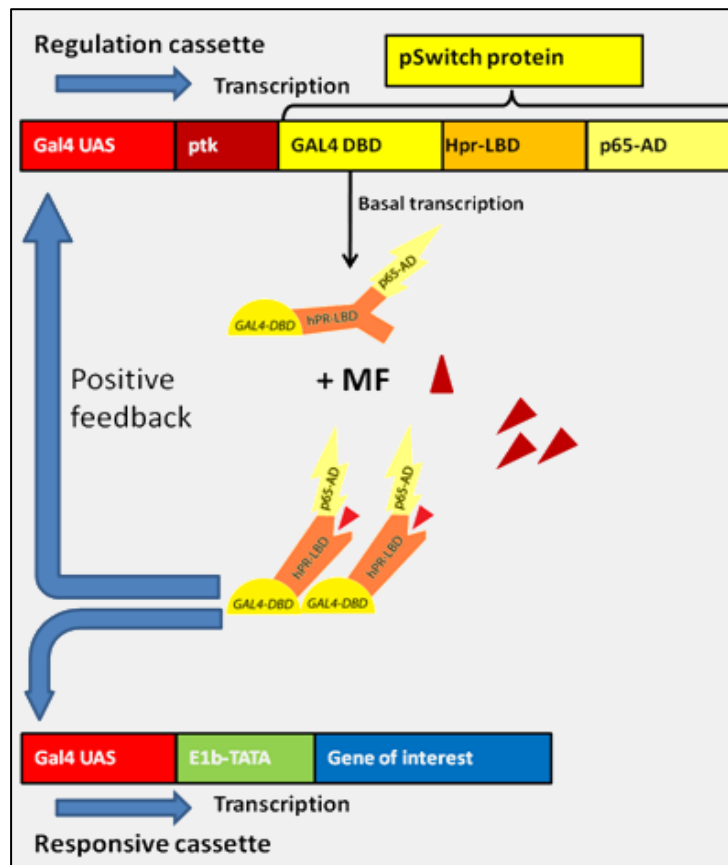 Regulation cassette
pSwitch protein
Transcription
Gal4 UAS
ptk
GAL4 DBD
Hpr-LBD
p65-AD
Basal transcription
p65-AD
GAL4-DBD
hPR-LBD
Positive
feedback
+ MF
p65-AD
p65-AD
hPR-LBD
hPR-LBD
GAL4-DBD
GAL4-DBD
Gal4 UAS
E1b-TATA
Gene of interest
Transcription
Responsive cassette